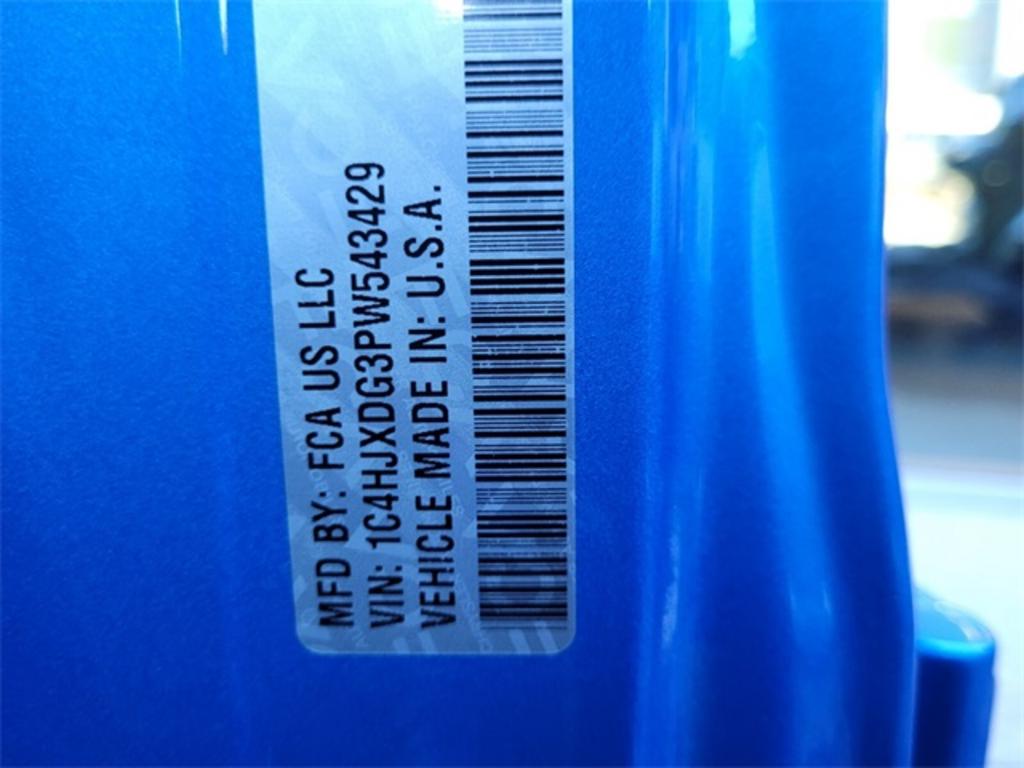 MFD BY: FCA US LLC
VIN: 1C4HJXDG3PW543429
VEHICLE MADE IN: U.S.A.